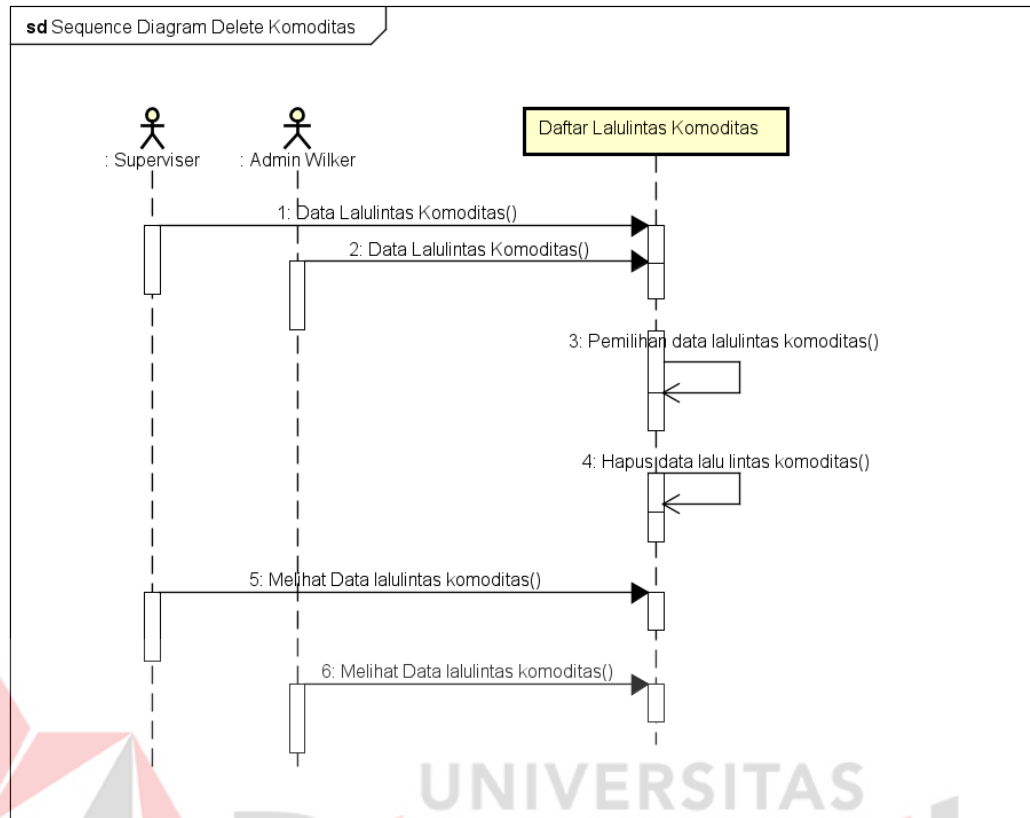 sd Sequence Diagram Delete Komoditas
: Superviser
: Admin Wilker
Daftar Lalulintas Komoditas
1: Data Lalulintas Komoditas()
2: Data Lalulintas Komoditas()
3: Pemilihan data lalulintas komoditas()
4: Hapus data lalu lintas komoditas()
5: Melihat Data lalulintas komoditas()
6: Melihat Data lalulintas komoditas()
UNIVERSITAS